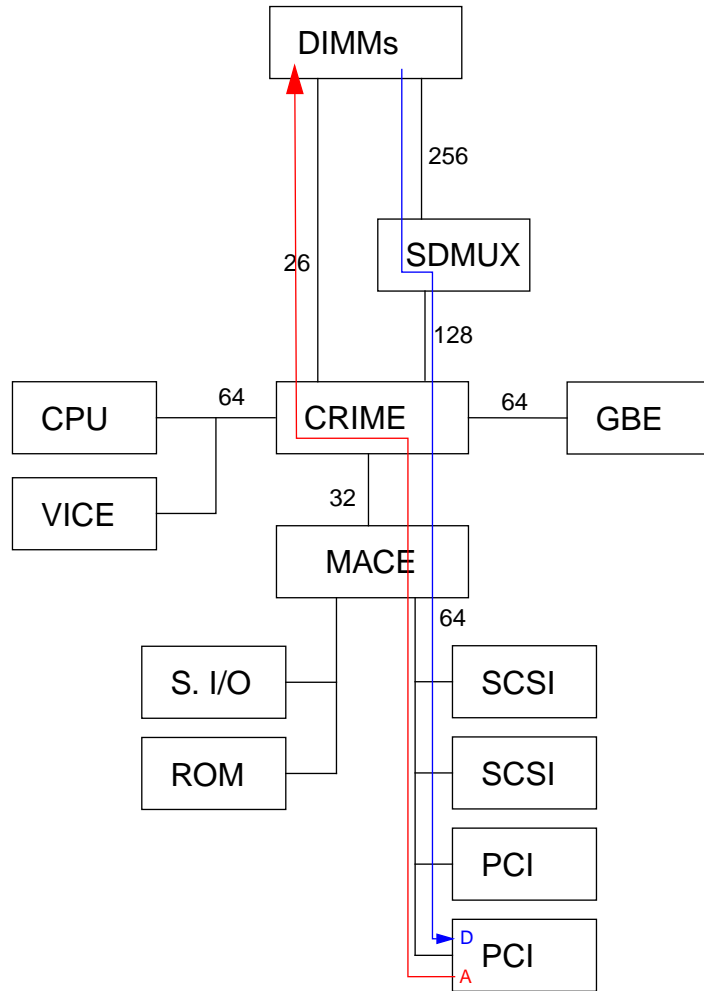 DIMMs
256
SDMUX
26
128
CPU
64
CRIME
64
GBE
VICE
32
MACE
64
S. I/O
SCSI
ROM
SCSI
PCI
D
PCI
A